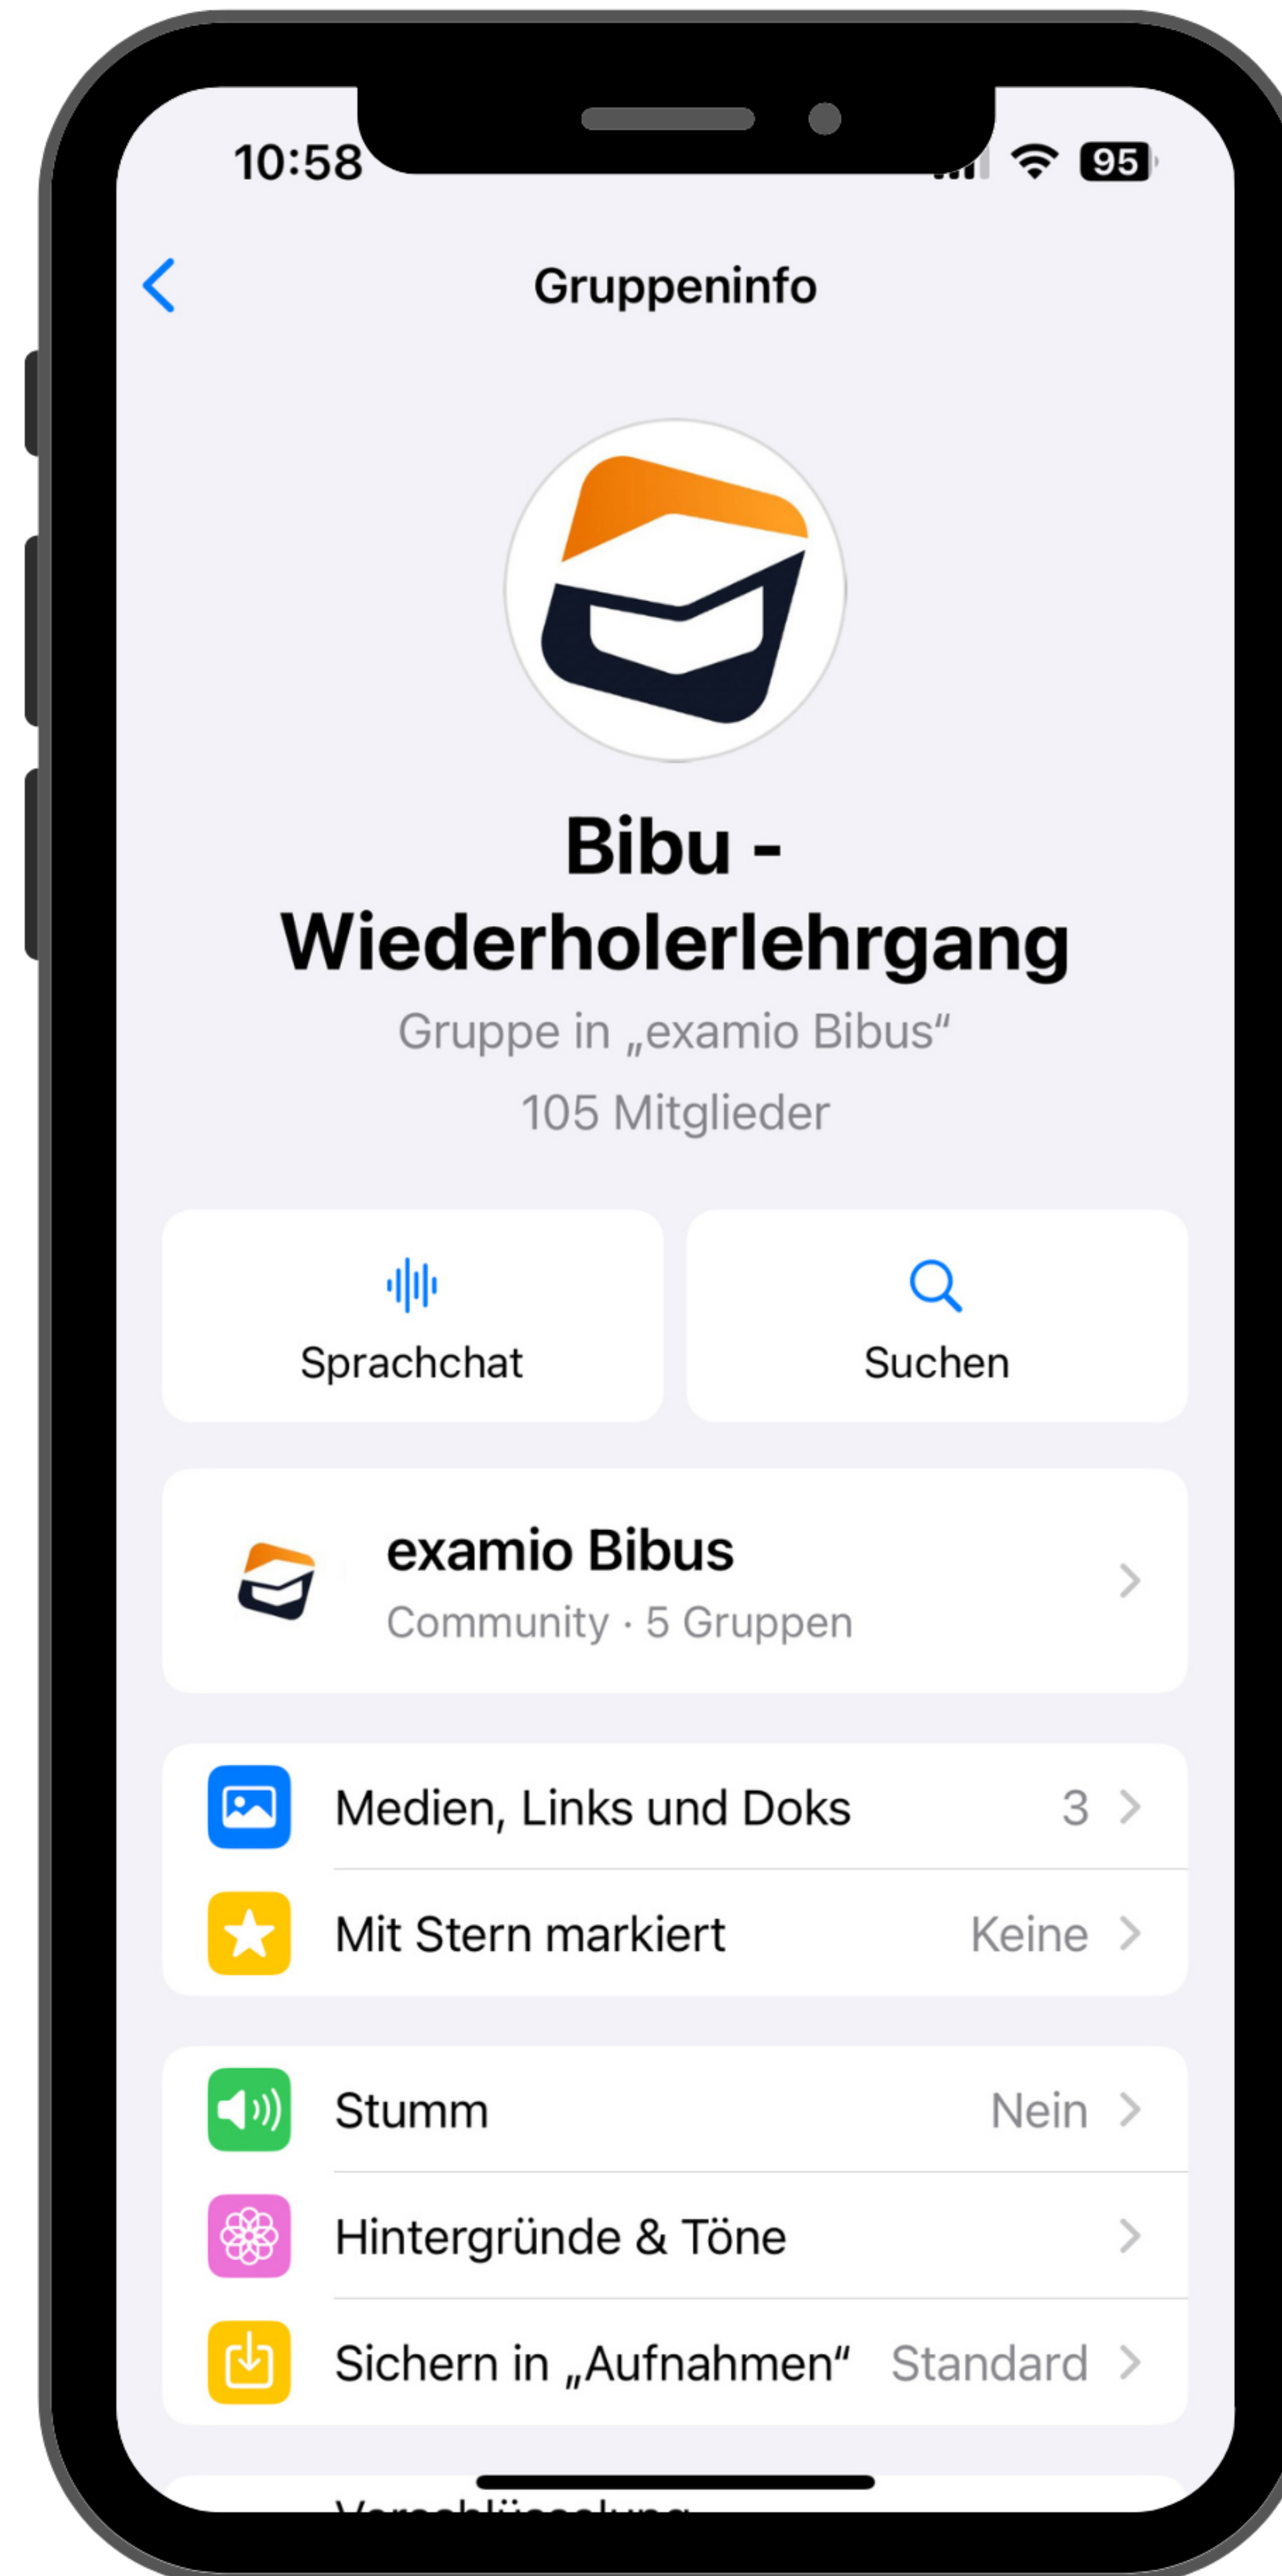 10:58
95
Gruppeninfo
Bibu -
Wiederholerlehrgang
Gruppe in „examio Bibus“
105 Mitglieder
Sprachchat
Suchen
examio Bibus
Community · 5 Gruppen
Medien, Links und Doks
3
Mit Stern markiert
Keine
Stumm
Nein
Hintergründe & Töne
Sichern in „Aufnahmen“
Standard
Verschlüsselung